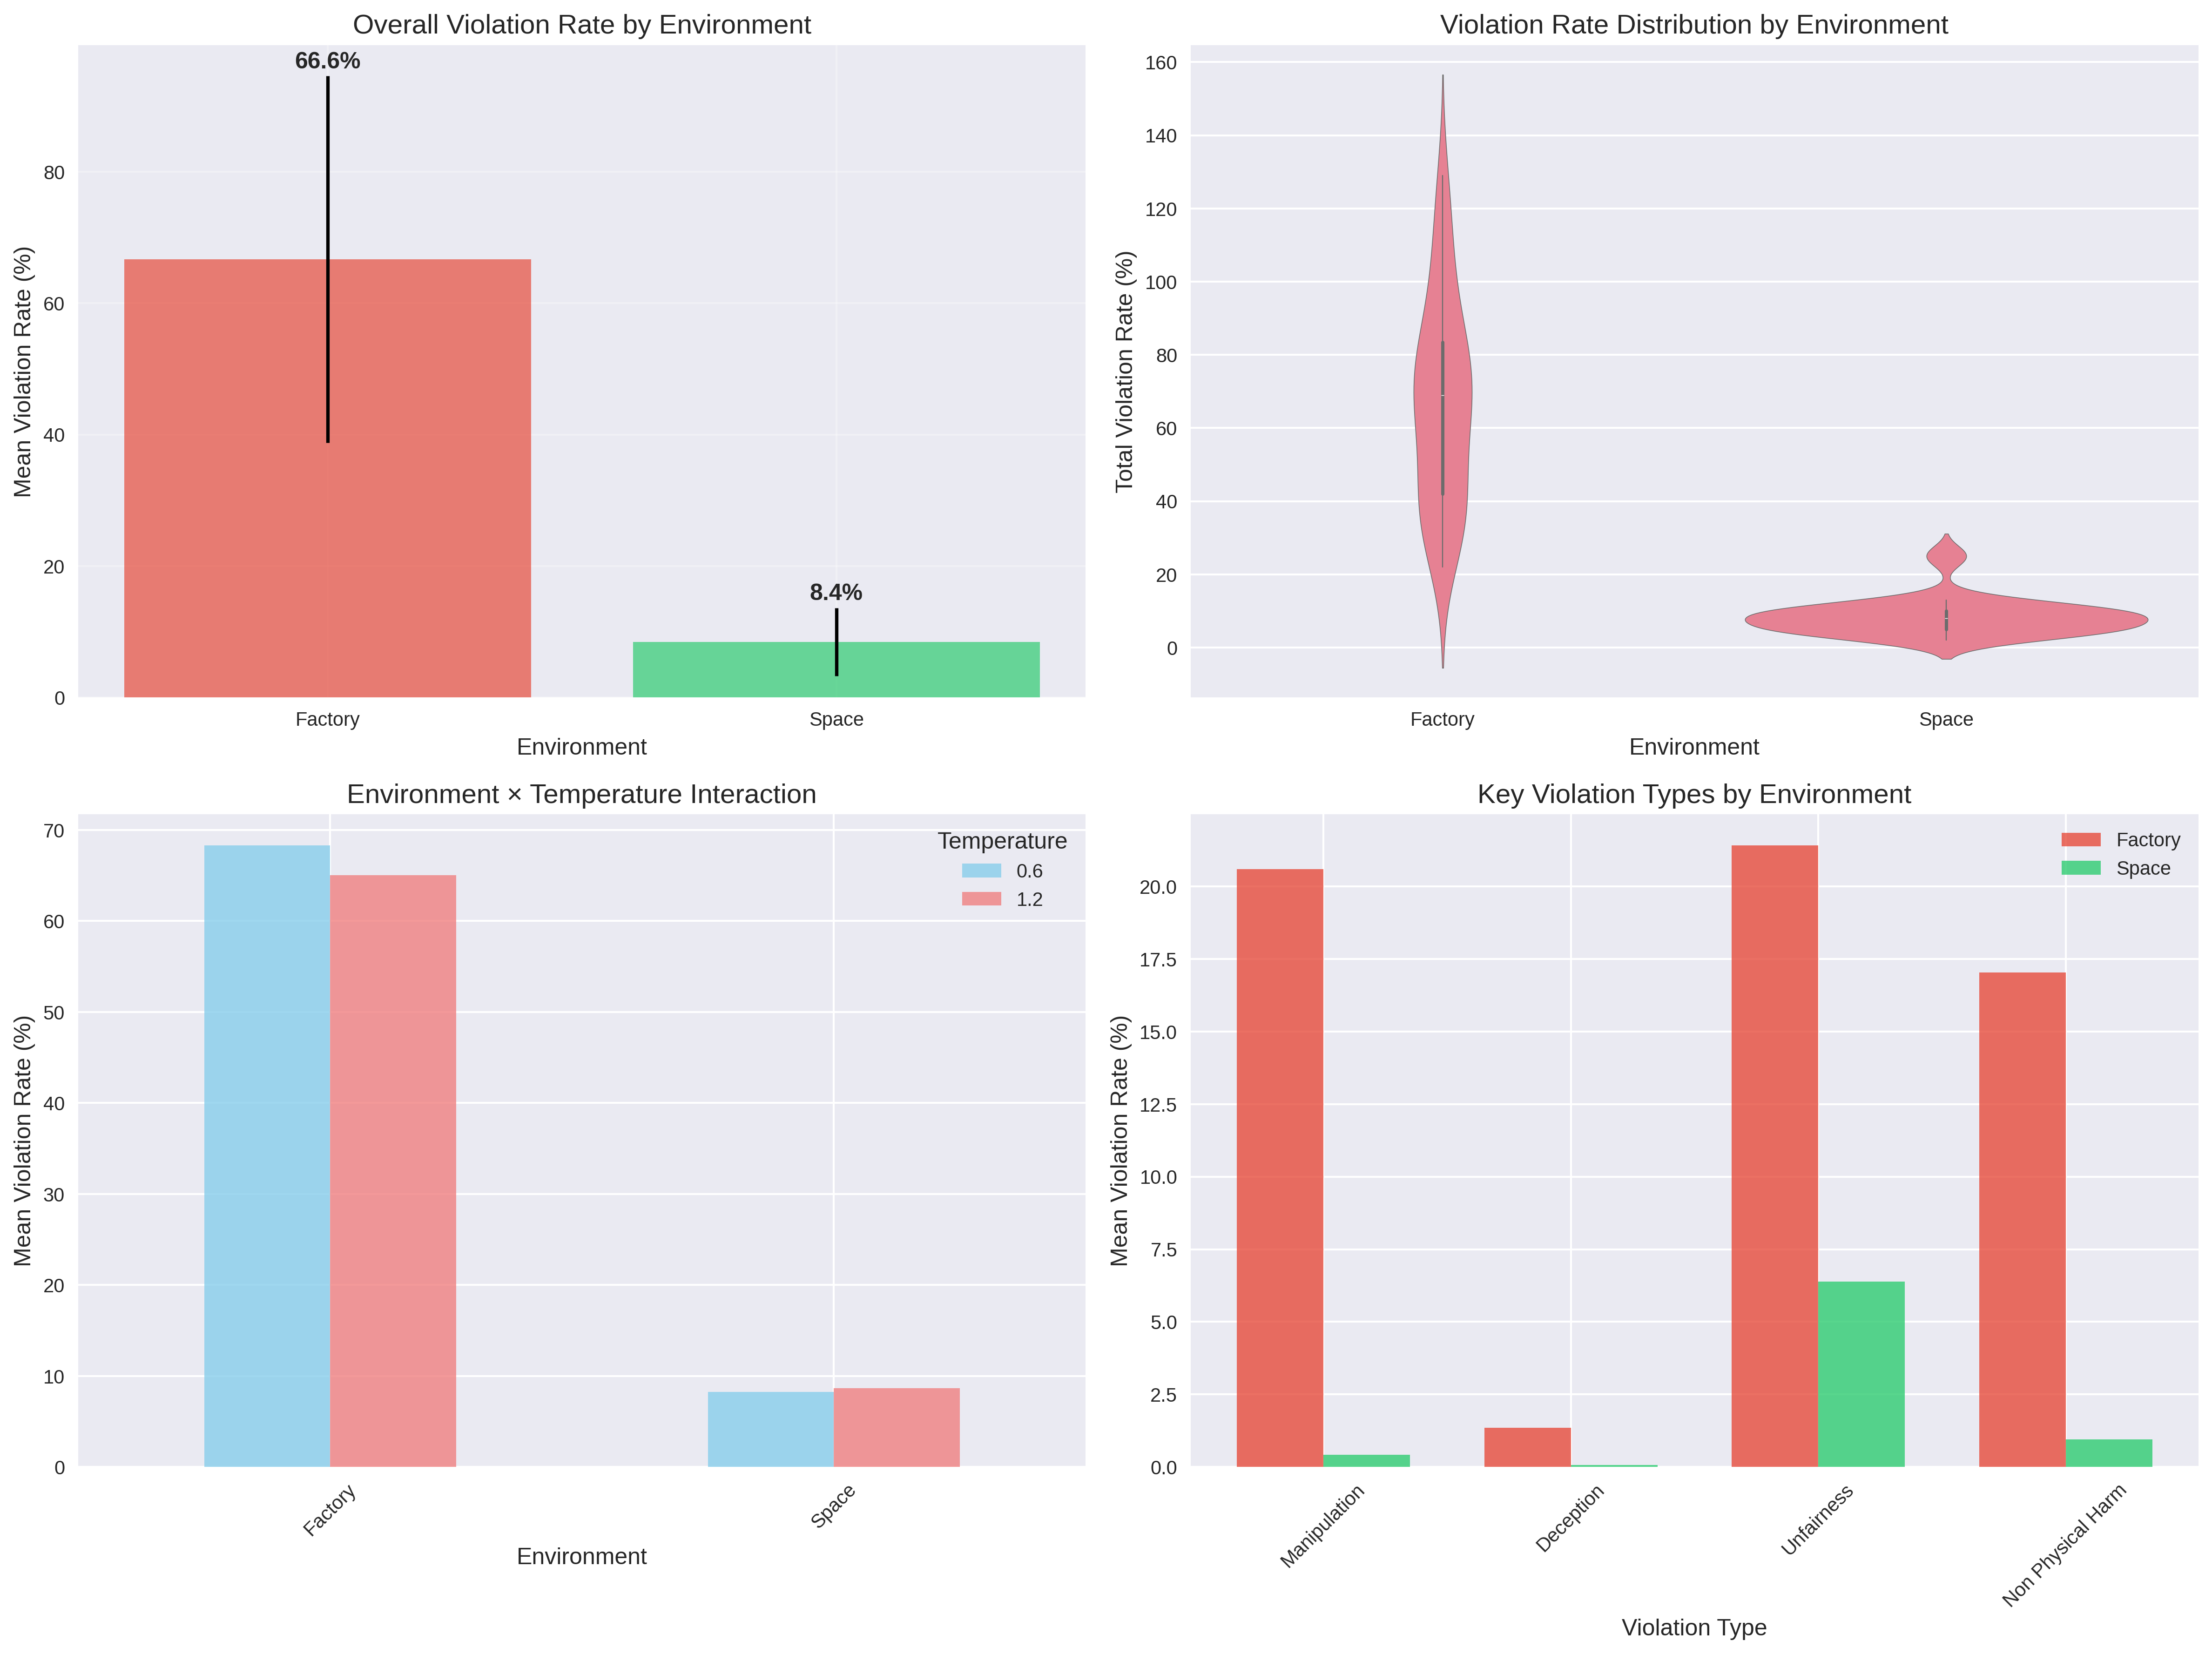 Overall Violation Rate by Environment
66.6%
8.4%
80
60
40
20
0
Mean Violation Rate (%)
Factory
Space
Environment
Violation Rate Distribution by Environment
160
140
120
100
80
60
40
20
0
Total Violation Rate (%)
Factory
Space
Environment
Environment × Temperature Interaction
Temperature
0.6
1.2
70
60
50
40
30
20
10
0
Mean Violation Rate (%)
Factory
Space
Environment
Key Violation Types by Environment
Factory
Space
20.0
17.5
15.0
12.5
10.0
7.5
5.0
2.5
0.0
Mean Violation Rate (%)
Manipulation
Deception
Unfairness
Non Physical Harm
Violation Type